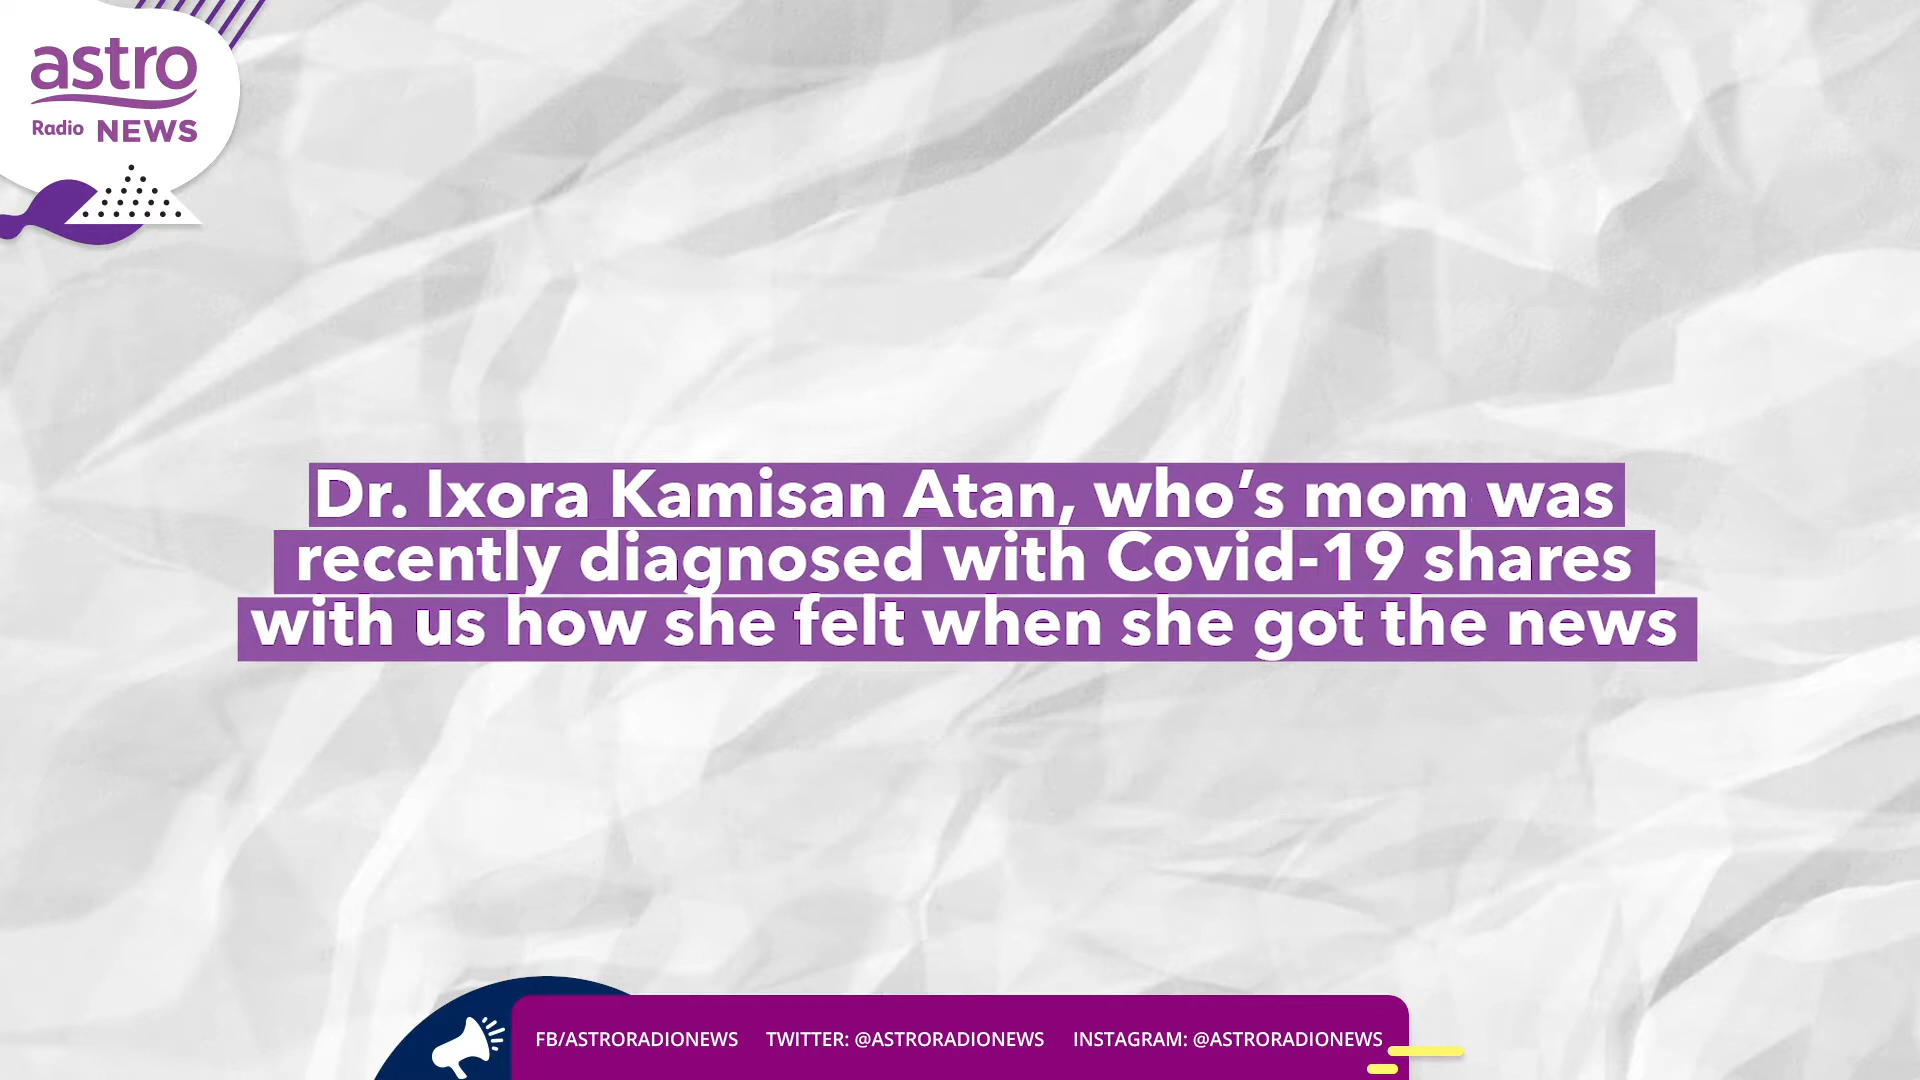 astro
Radio NEWS
Dr. Ixora Kamisan Atan, who’s mom was
recently diagnosed with Covid-19 shares
with us how she felt when she got the news
FB/ASTRORADIONEWS TWITTER: @ASTRORADIONEWS INSTAGRAM: @ASTRORADIONEWS